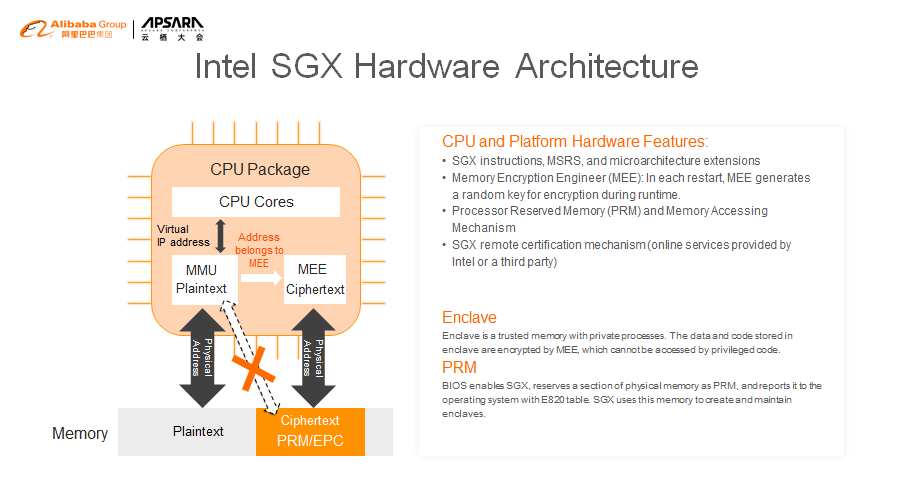 Alibaba Group
阿里巴巴集团
APSARA
APSARA CONFERENCE
云栖大会
Intel SGX Hardware Architecture
CPU Package
CPU Cores
Virtual
IP address
Address
belongs to
MEE
MMU
Plaintext
MEE
Ciphertext
Physical
Address
Physical
Address
Memory
Plaintext
Ciphertext
PRM/EPC
CPU and Platform Hardware Features:
• SGX instructions, MSRS, and microarchitecture extensions
• Memory Encryption Engineer (MEE): In each restart, MEE generates
a random key for encryption during runtime.
• Processor Reserved Memory (PRM) and Memory Accessing
Mechanism
• SGX remote certification mechanism (online services provided by
Intel or a third party)
Enclave
Enclave is a trusted memory with private processes. The data and code stored in
enclave are encrypted by MEE, which cannot be accessed by privileged code.
PRM
BIOS enables SGX, reserves a section of physical memory as PRM, and reports it to the
operating system with E820 table. SGX uses this memory to create and maintain
enclaves.